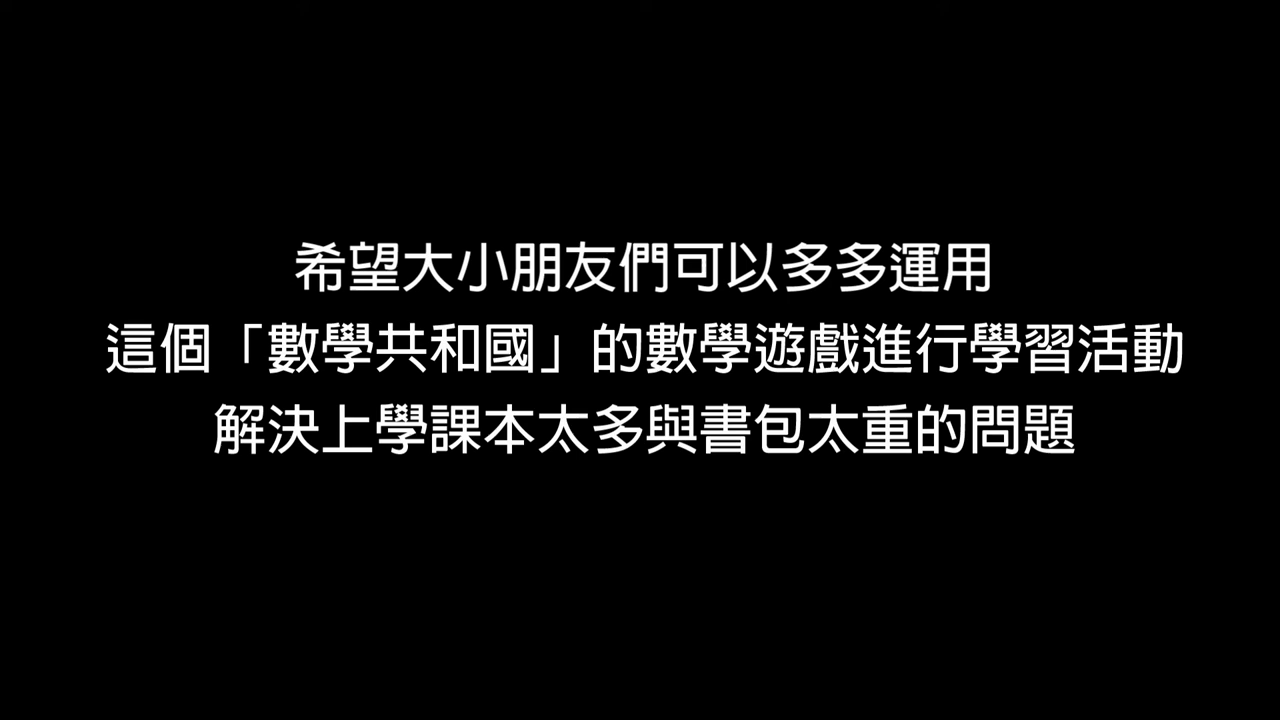 希望大小朋友們可以多多運用
這個「數學共和國」的數學遊戲進行學習活動
解決上學課本太多與書包太重的問題